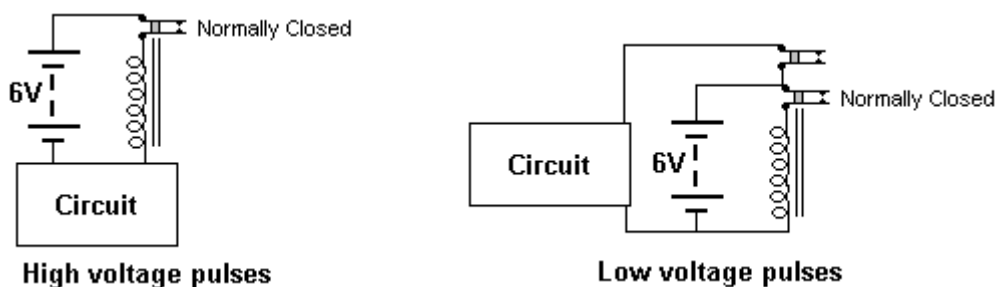 Normally Closed
6V
Circuit
High voltage pulses
Normally Closed
Circuit
6V
Low voltage pulses